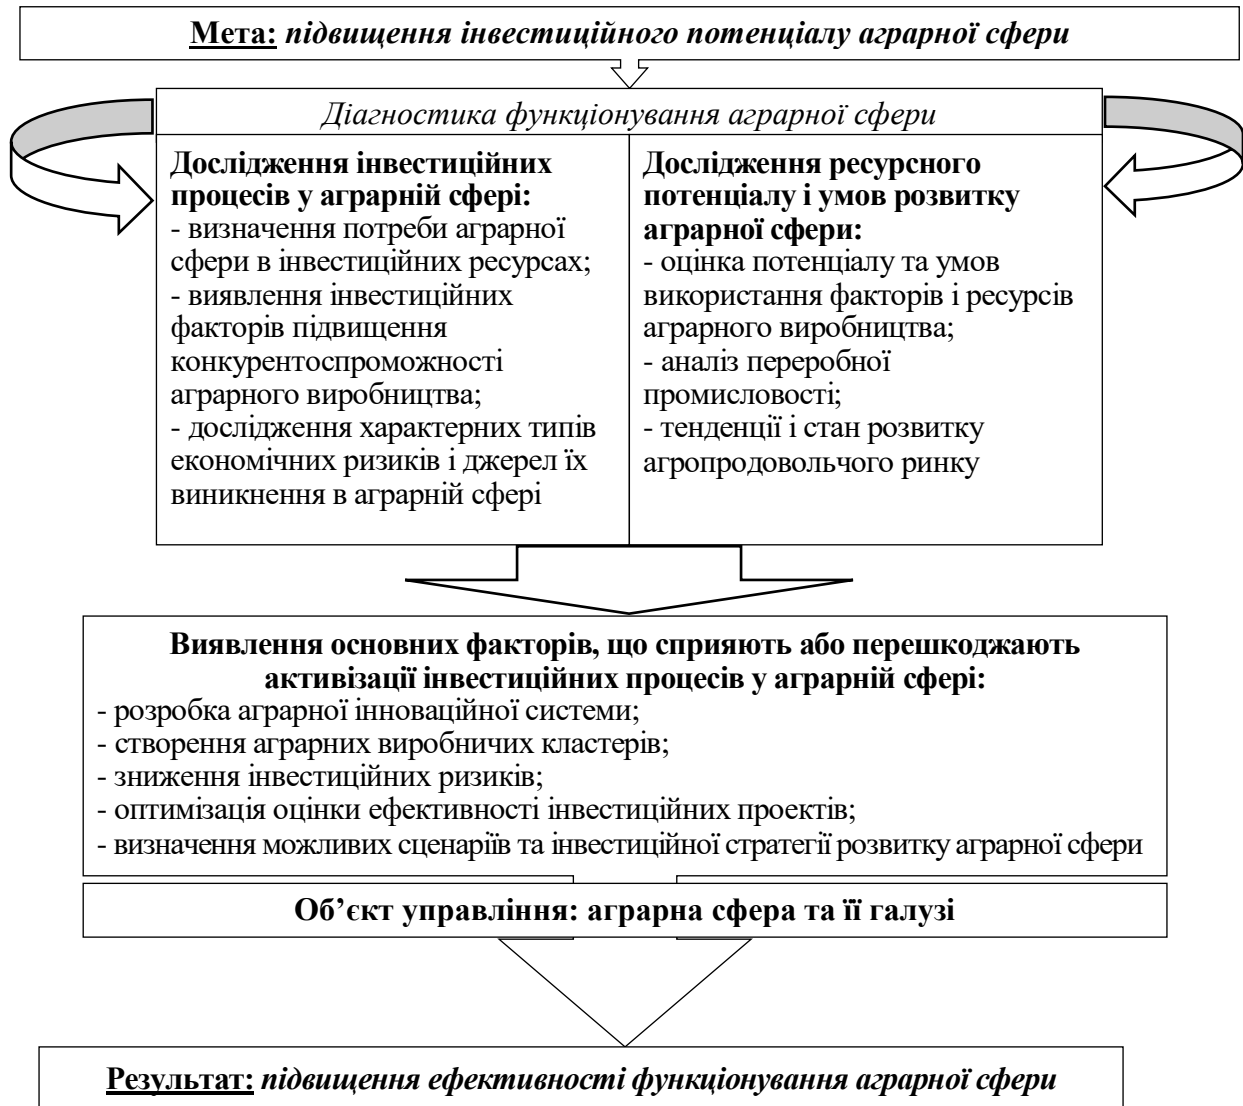 Мета: підвищення інвестиційного потенціалу аграрної сфери
Діагностика функціонування аграрної сфери
Дослідження інвестиційних
процесів у аграрній сфері:
- визначення потреби аграрної
сфери в інвестиційних ресурсах;
- виявлення інвестиційних
факторів підвищення
конкурентоспроможності
аграрного виробництва;
- дослідження характерних типів
економічних ризиків і джерел їх
виникнення в аграрній сфері
Дослідження ресурсного
потенціалу і умов розвитку
аграрної сфери:
- оцінка потенціалу та умов
використання факторів і ресурсів
аграрного виробництва;
- аналіз переробної
промисловості;
- тенденції і стан розвитку
агропродовольчого ринку
Виявлення основних факторів, що сприяють або перешкоджають
активізації інвестиційних процесів у аграрній сфері:
- розробка аграрної інноваційної системи;
- створення аграрних виробничих кластерів;
- зниження інвестиційних ризиків;
- оптимізація оцінки ефективності інвестиційних проектів;
- визначення можливих сценаріїв та інвестиційної стратегії розвитку аграрної сфери
Об’єкт управління: аграрна сфера та її галузі
Результат: підвищення ефективності функціонування аграрної сфери